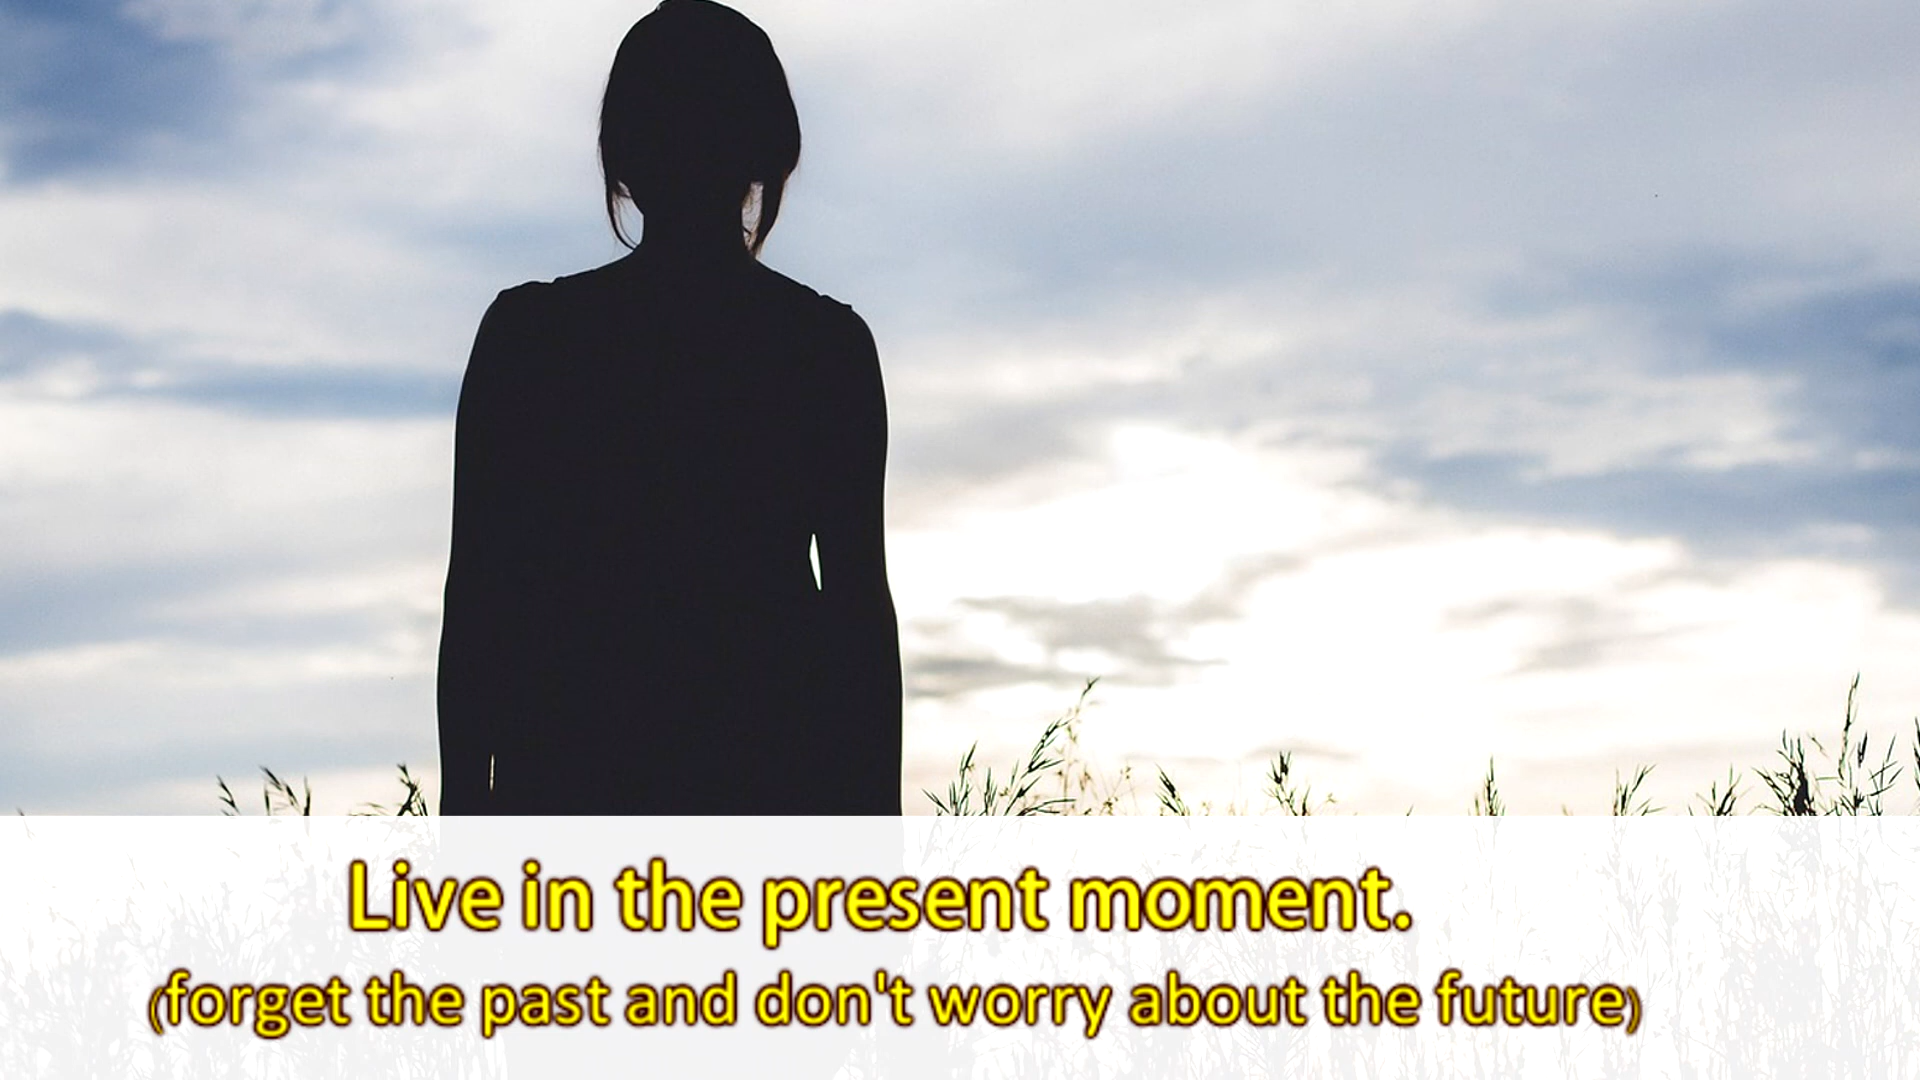 Live in the present moment.
(forget the past and don't worry about the future)